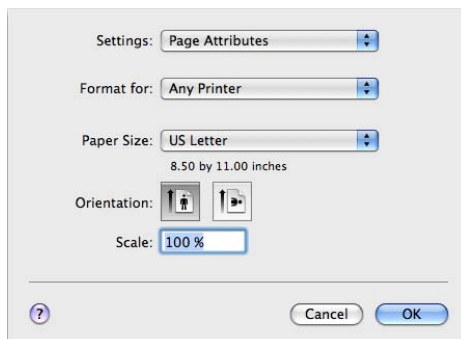 Settings: Page Attributes
Format for: Any Printer
Paper Size: US Letter
8.50 by 11.00 inches
Orientation:
Scale: 100 %
? Cancel OK